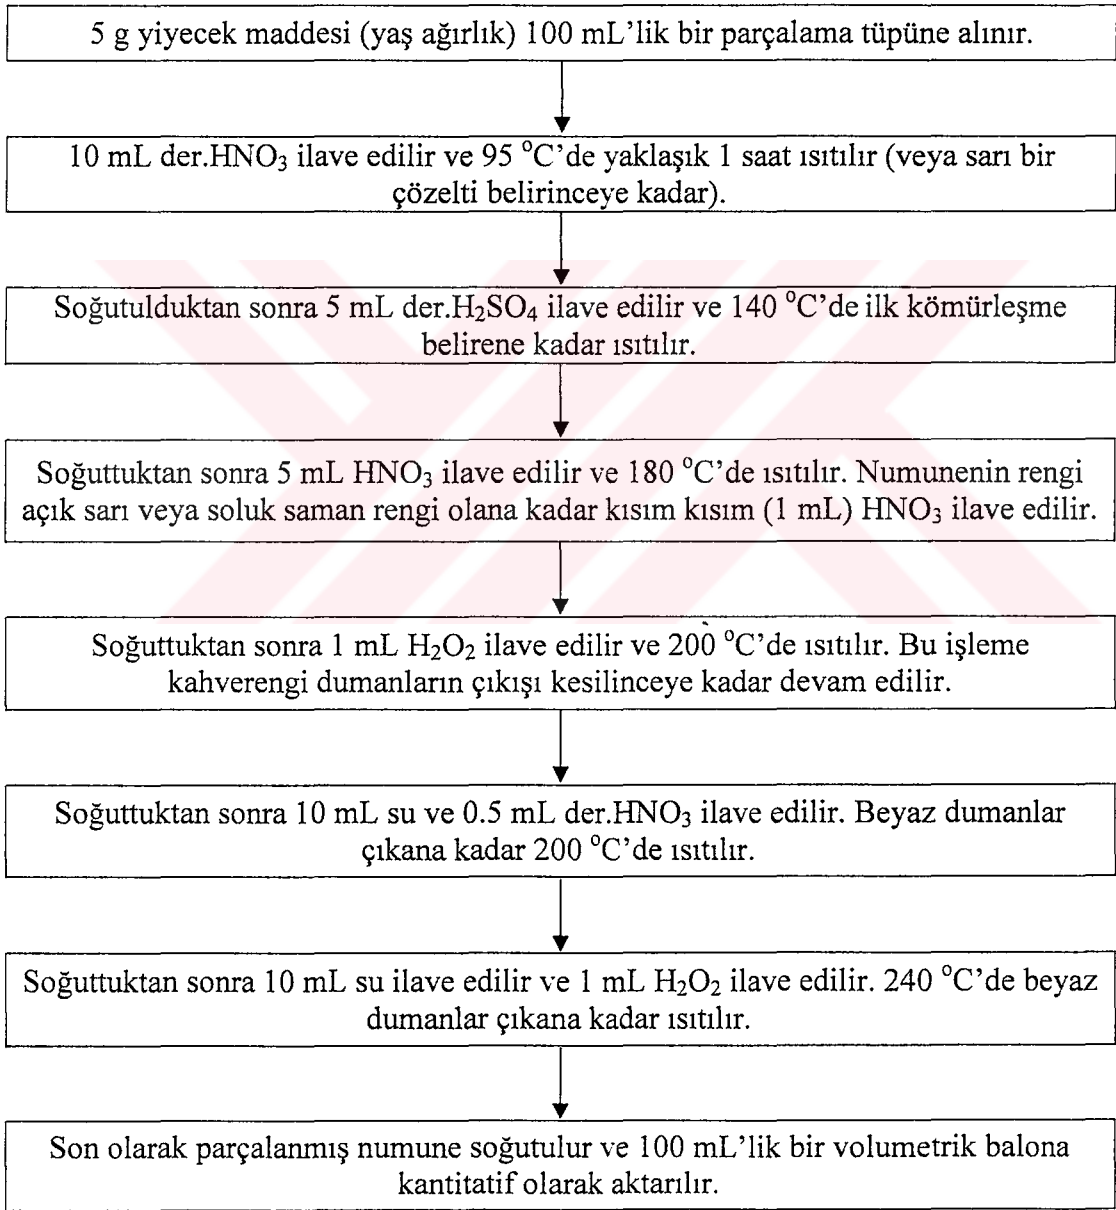 5 g yiyecek maddesi (yaş ağırlık) 100 mL’lik bir parçalama tüpüne alınır.
10 mL der.HNO₃ ilave edilir ve 95 °C’de yaklaşık 1 saat ısıtılır (veya sarı bir
çözelti belirinceye kadar).
Soğutulduktan sonra 5 mL der.H₂SO₄ ilave edilir ve 140 °C’de ilk kömürleşme
belirene kadar ısıtılır.
Soğuttuktan sonra 5 mL HNO₃ ilave edilir ve 180 °C’de ısıtılır. Numunenin rengi
açık sarı veya soluk saman rengi olana kadar kısım kısım (1 mL) HNO₃ ilave edilir.
Soğuttuktan sonra 1 mL H₂O₂ ilave edilir ve 200 °C’de ısıtılır. Bu işleme
kahverengi dumanların çıkışı kesilinceye kadar devam edilir.
Soğuttuktan sonra 10 mL su ve 0.5 mL der.HNO₃ ilave edilir. Beyaz dumanlar
çıkana kadar 200 °C’de ısıtılır.
Soğuttuktan sonra 10 mL su ilave edilir ve 1 mL H₂O₂ ilave edilir. 240 °C’de beyaz
dumanlar çıkana kadar ısıtılır.
Son olarak parçalanmış numune soğutulur ve 100 mL’lik bir volumetrik balona
kantitatif olarak aktarılır.